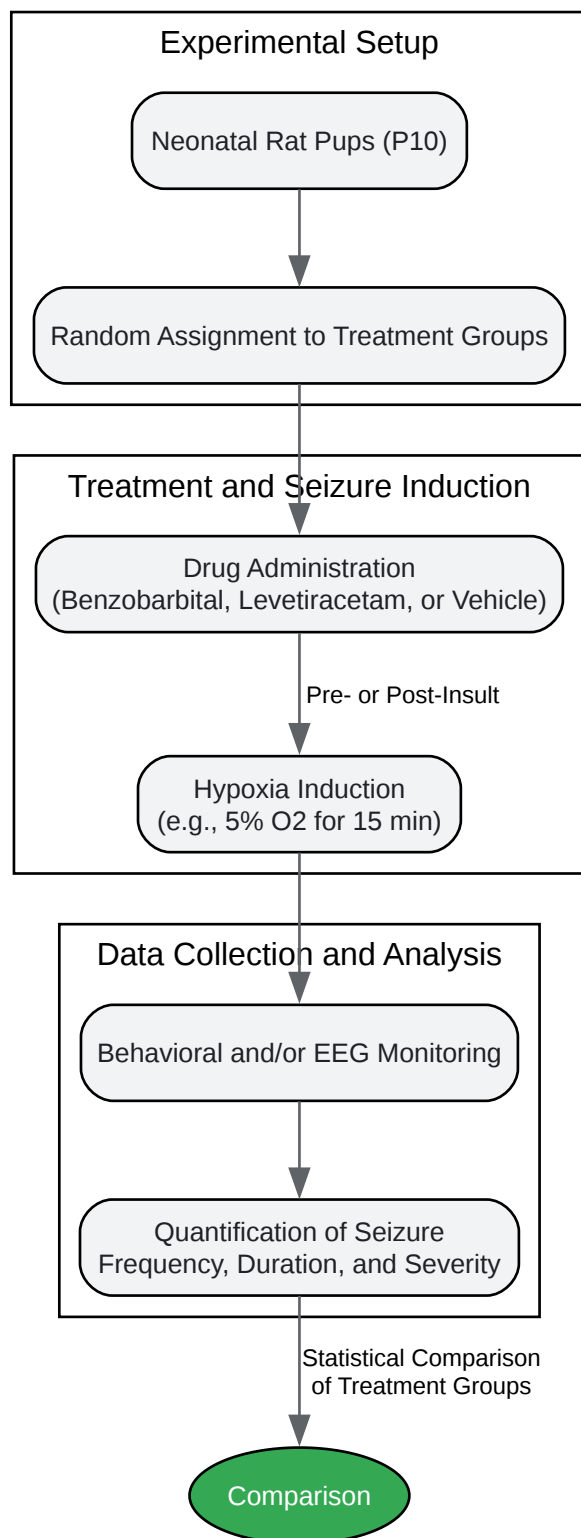 Experimental Setup
Neonatal Rat Pups (P10)
Random Assignment to Treatment Groups
Treatment and Seizure Induction
Drug Administration
(Benzobarbital, Levetiracetam, or Vehicle)
Pre- or Post-Insult
Hypoxia Induction
(e.g., 5% O2 for 15 min)
Data Collection and Analysis
Behavioral and/or EEG Monitoring
Quantification of Seizure
Frequency, Duration, and Severity
Statistical Comparison
of Treatment Groups
Comparison